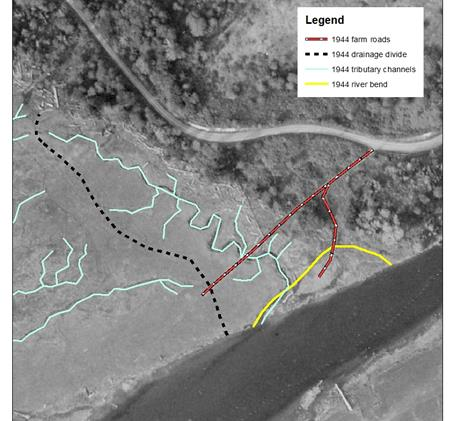 Legend
1944 farm roads
1944 drainage divide
1944 tributary channels
1944 river bend